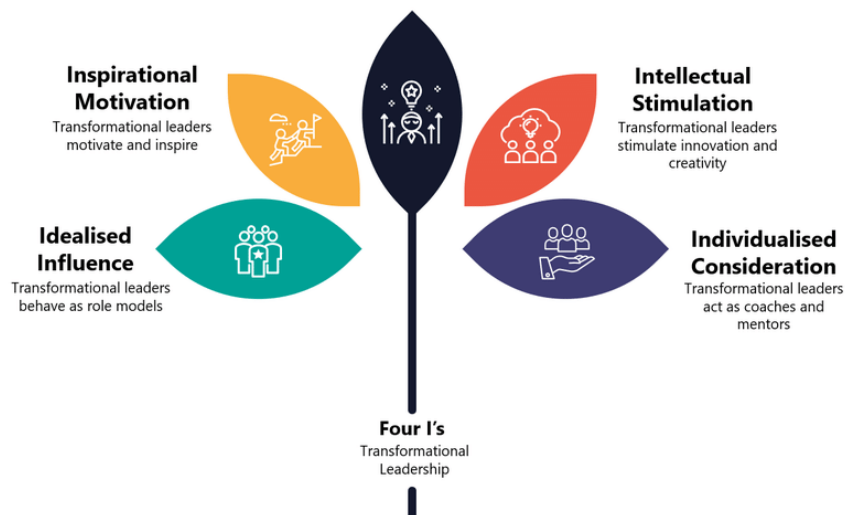 Inspirational
Motivation
Transformational leaders
motivate and inspire
Intellectual
Stimulation
Transformational leaders
stimulate innovation and
creativity
Idealised
Influence
Transformational leaders
behave as role models
Individualised
Consideration
Transformational leaders
act as coaches and
mentors
Four I's
Transformational
Leadership